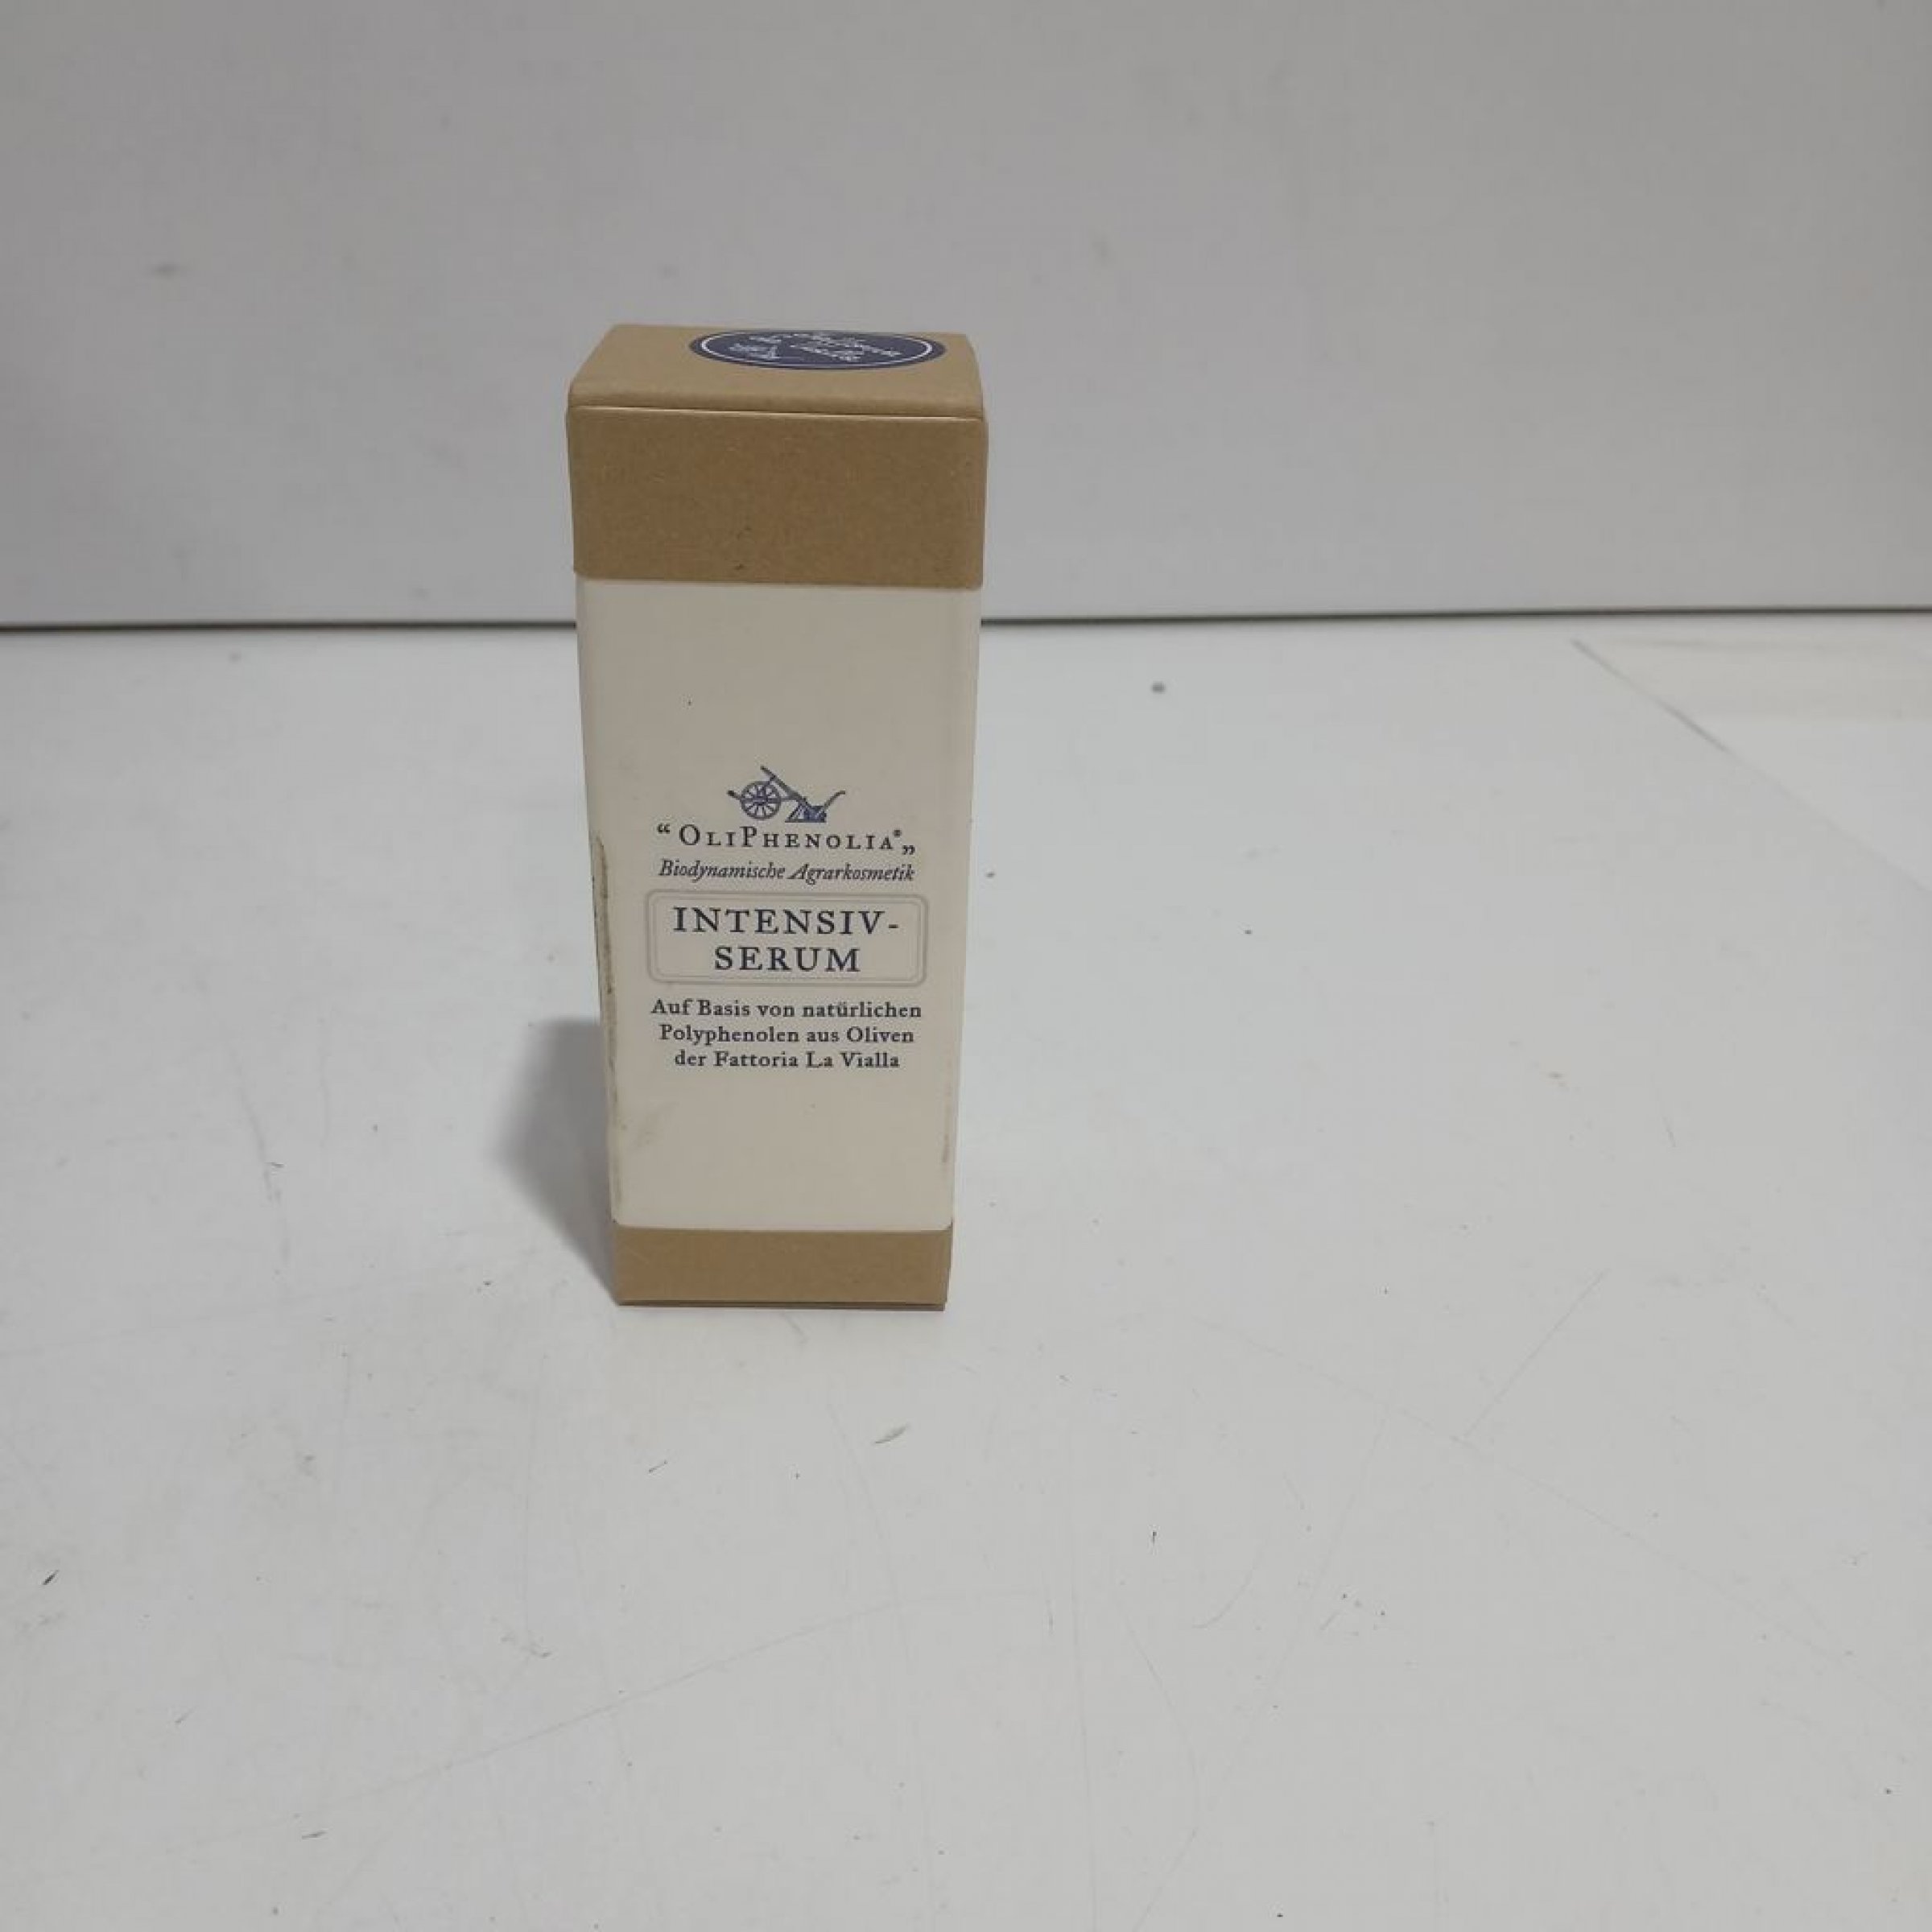 “OLIPHENOLIA®„
Biodynamische Agrarkosmetik
INTENSIV-
SERUM
Auf Basis von natürlichen
Polyphenolen aus Oliven
der Fattoria La Vialla